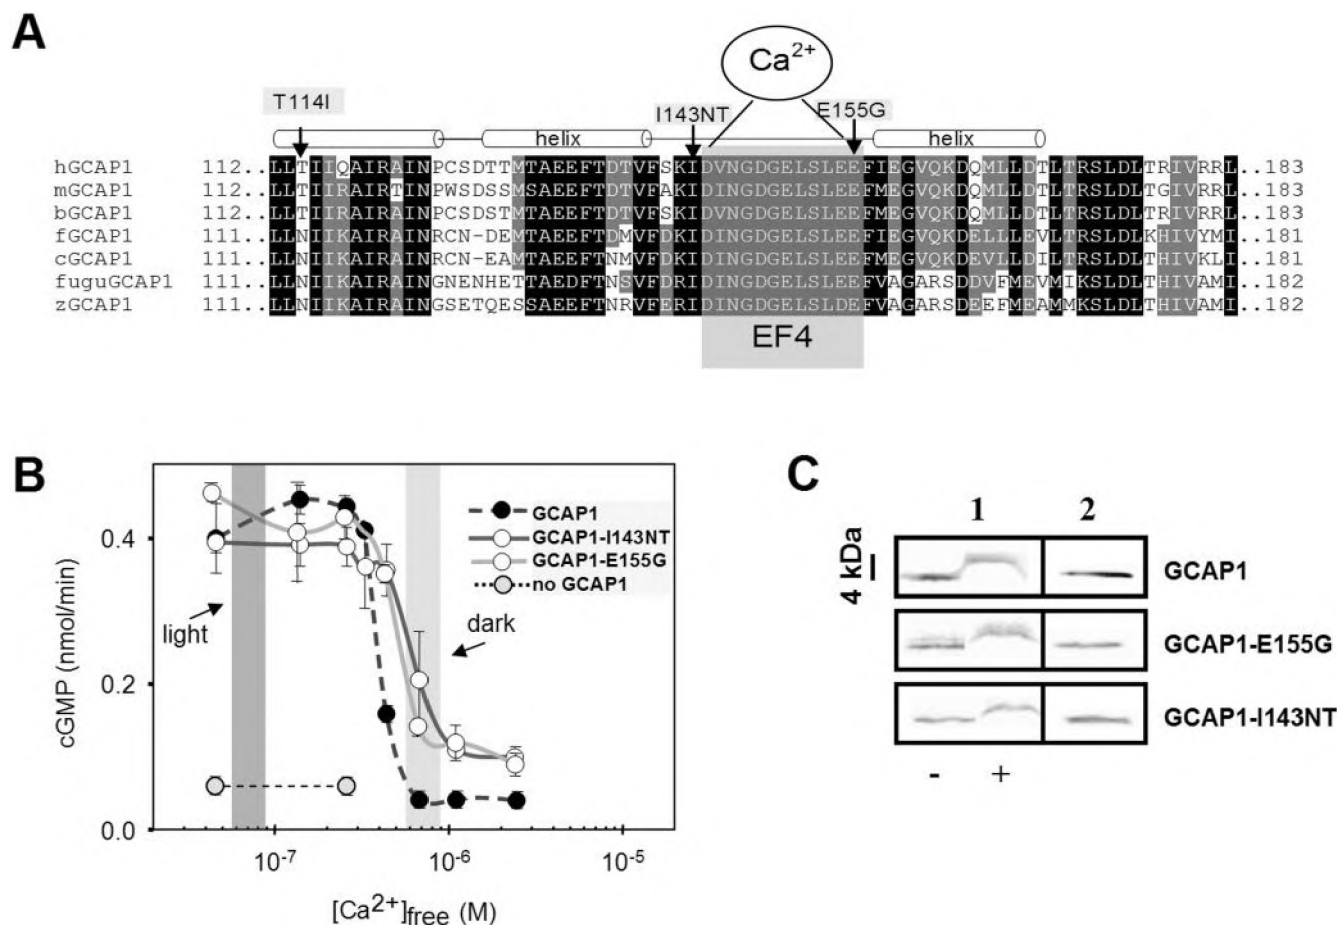 A
Ca2+
T114I
I143NT
E155G
helix
helix
hGCAP1 112..LLTIIQAIRAINPCSDTTMTAEEFTDTVFSKIDVNGDGELSLEEFIEGVQKDQMLLDTLTRSLDLTRIVRRL..183
mGCAP1 112..LLTIIRAIRTINPWSDSSMSAEEFTDTVFAKIDINGDGELSLEEFMEGVQKDQMLLDTLTRSLDLTGIVRRL..183
bGCAP1 112..LLTIIRAIRAINPCSDSTMTAEEFTDTVFSKIDVNGDGELSLEEFMEGVQKDQMLLDTLTRSLDLTRIVRRL..183
fGCAP1 111..LLNIIKAIRAINRCN-DEMTAEEFTDMVFDKIDINGDGELSLEEFIEGVQKDELLLEVLTRSLDLKHIVYMI..181
cGCAP1 111..LLNIIKAIRAINRCN-EAMTAEEFTNMVFDKIDINGDGELSLEEFIEGVQKDEVLLDILTRSLDLTHIVKLI..181
fuguGCAP1 111..LLNIIKAIRAINGNENHETTAEDFTNSVFDRIDINGDGELSLEEFVAGARSDDVFMEVMIKSLDLTHIVAMI..182
zGCAP1 111..LLNIIKAIRAINGSETQESSAEEFTNRVFERIDINGDGELSLDEFVAGARSDEEFMEAMMKSLDLTHIVAMI..182
EF4
B
cGMP (nmol/min)
0.4
0.2
0.0
light
dark
GCAP1
GCAP1-I143NT
GCAP1-E155G
no GCAP1
10-7
10-6
10-5
[Ca2+]free (M)
C
1 2
4 kDa
GCAP1
GCAP1-E155G
GCAP1-I143NT
- +